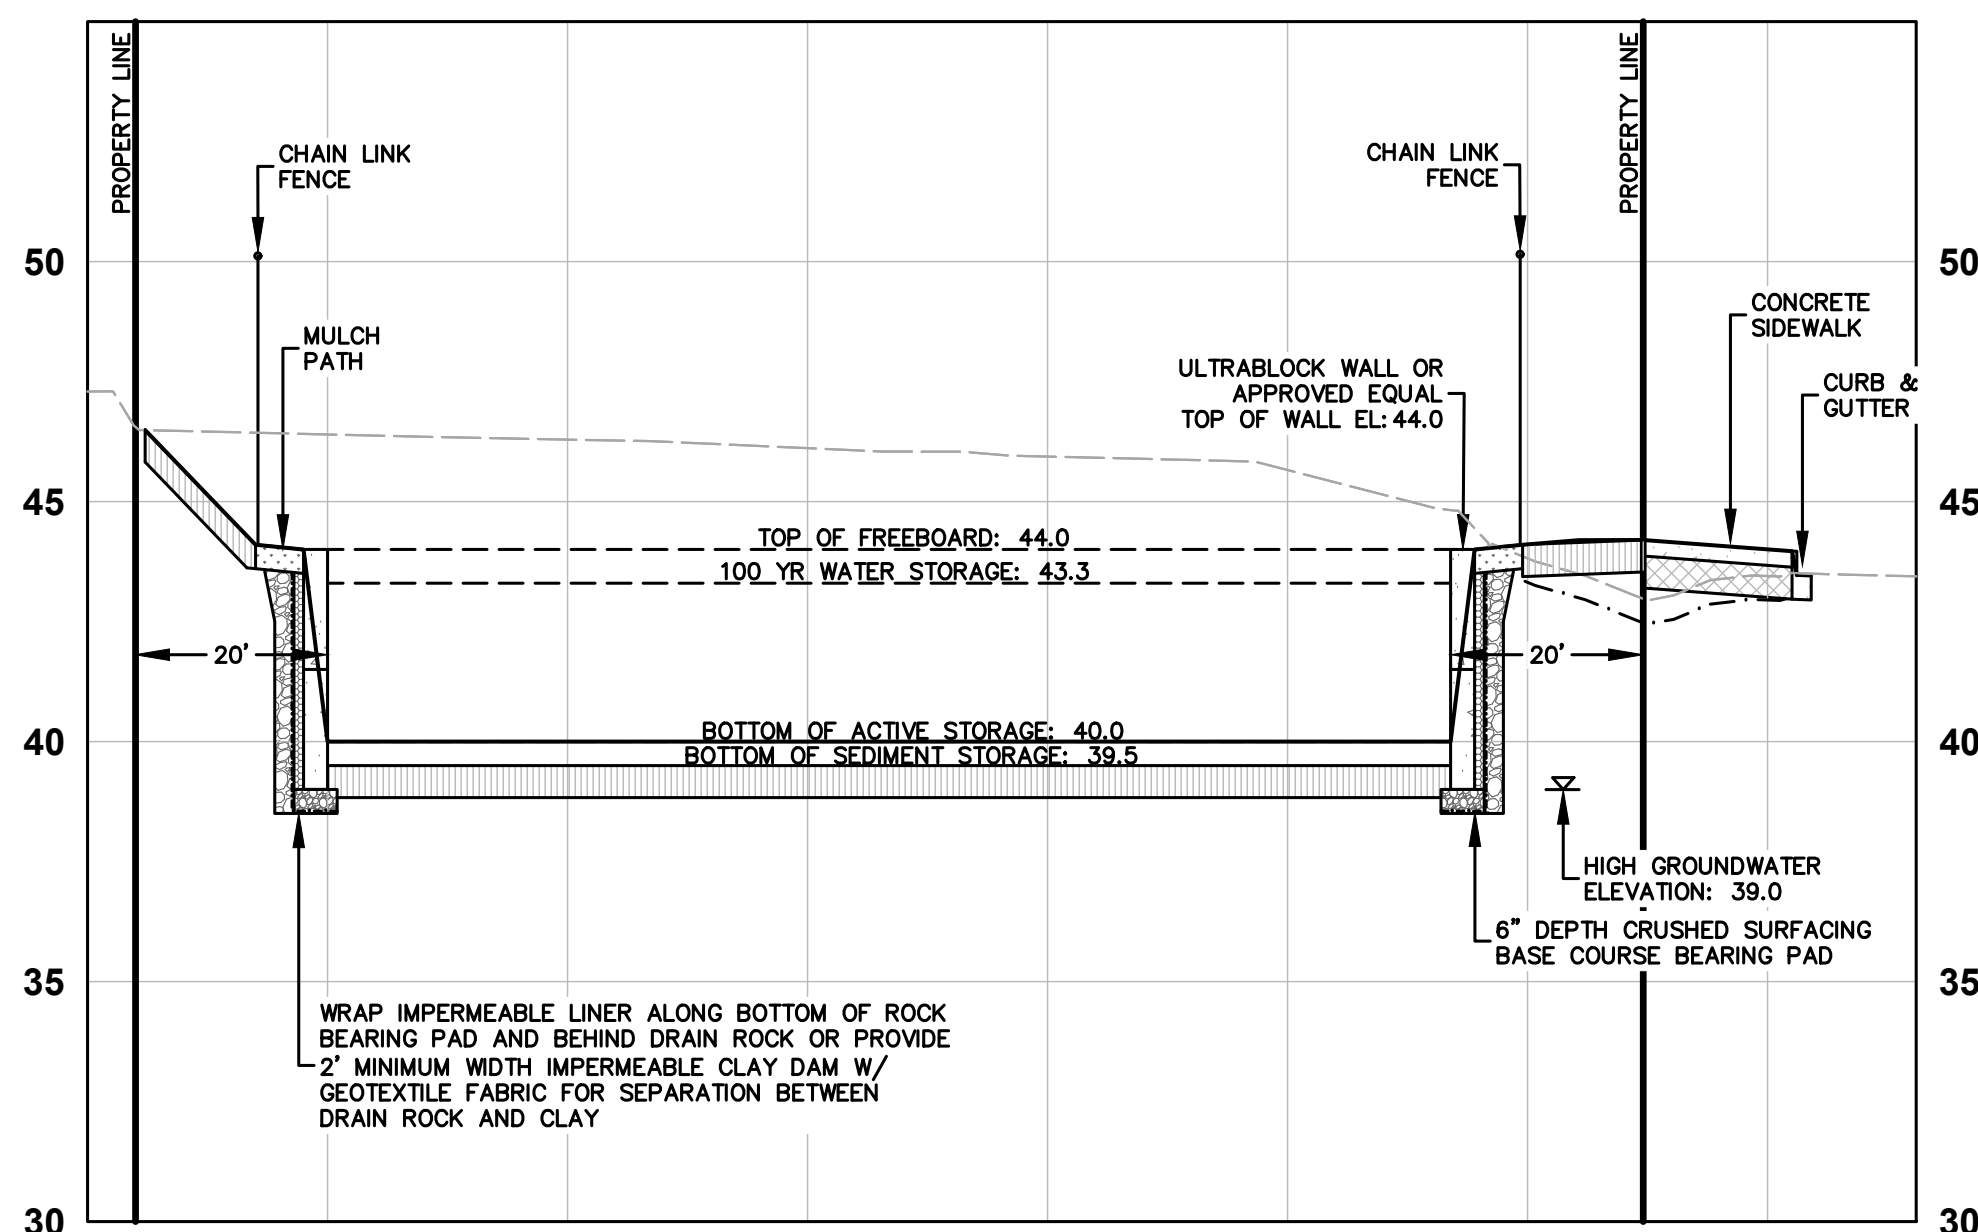 PROPERTY LINE
PROPERTY LINE
CHAIN LINK
FENCE
CHAIN LINK
FENCE
50
50
CONCRETE
SIDEWALK
MULCH
PATH
ULTRABLOCK WALL OR
APPROVED EQUAL
TOP OF WALL EL: 44.0
CURB &
GUTTER
45
45
TOP OF FREEBOARD: 44.0
100 YR WATER STORAGE: 43.3
20'
20'
BOTTOM OF ACTIVE STORAGE: 40.0
40
40
BOTTOM OF SEDIMENT STORAGE: 39.5
HIGH GROUNDWATER
ELEVATION: 39.0
6" DEPTH CRUSHED SURFACING
BASE COURSE BEARING PAD
35
35
WRAP IMPERMEABLE LINER ALONG BOTTOM OF ROCK
BEARING PAD AND BEHIND DRAIN ROCK OR PROVIDE
2' MINIMUM WIDTH IMPERMEABLE CLAY DAM W/
GEOTEXTILE FABRIC FOR SEPARATION BETWEEN
DRAIN ROCK AND CLAY
30
30